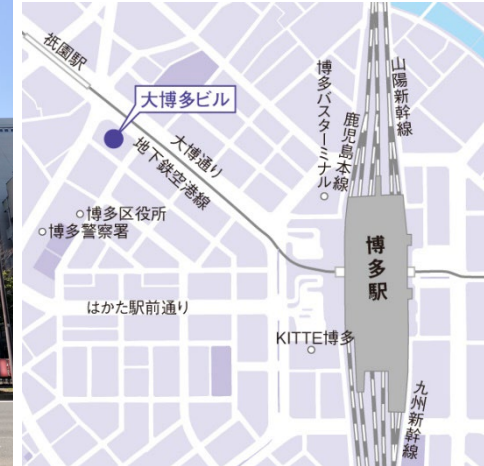 祇園駅
大博多ビル
大博通り
地下鉄空港線
博多バスターミナル
鹿児島本線
山陽新幹線
博多区役所
博多警察署
博多駅
はかた駅前通り
KITTE博多
九州新幹線